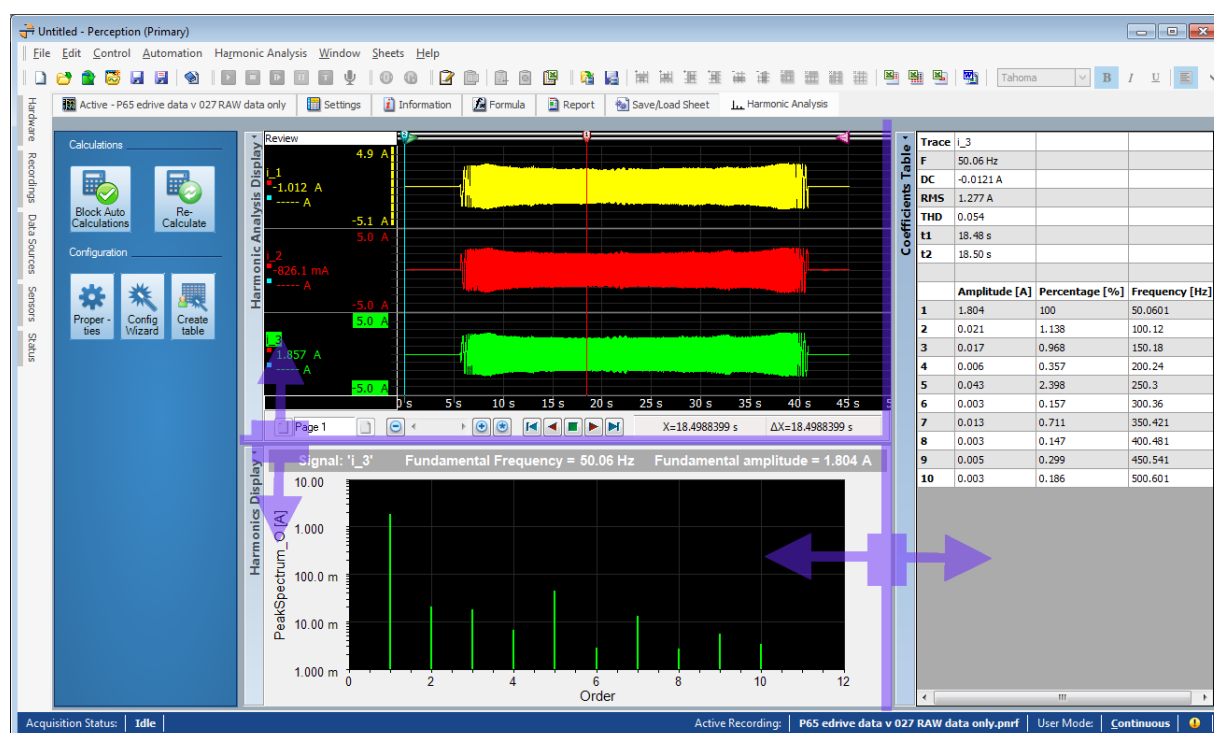 Untitled - Perception (Primary)
File Edit Control Automation Harmonic Analysis Window Sheets Help
Tahoma B I U
Active - P65 edrive data v 027 RAW data only Settings Information Formula Report Save/Load Sheet Harmonic Analysis
Hardware
Recordings
Data Sources
Sensors
Status
Calculations
Block Auto Calculations
Re-Calculate
Configuration
Proper - ties
Config Wizard
Create table
Harmonic Analysis Display
Review
4.9 A
i_1
-1.012 A
----- A
-5.1 A
5.0 A
i_2
-826.1 mA
----- A
-5.0 A
5.0 A
i_3
1.857 A
----- A
-5.0 A
0 s 5 s 10 s 15 s 20 s 25 s 30 s 35 s 40 s 45 s
Page 1 X=18.4988399 s ΔX=18.4988399 s
Harmonics Display
Signal: 'i_3' Fundamental Frequency = 50.06 Hz Fundamental amplitude = 1.804 A
PeakSpectrum_O [A]
10.00
1.000
100.0 m
10.00 m
1.000 m
0 2 4 6 8 10 12
Order
Coefficients Table
Trace i_3
F 50.06 Hz
DC -0.0121 A
RMS 1.277 A
THD 0.054
t1 18.48 s
t2 18.50 s
Amplitude [A] Percentage [%] Frequency [Hz]
1 1.804 100 50.0601
2 0.021 1.138 100.12
3 0.017 0.968 150.18
4 0.006 0.357 200.24
5 0.043 2.398 250.3
6 0.003 0.157 300.36
7 0.013 0.711 350.421
8 0.003 0.147 400.481
9 0.005 0.299 450.541
10 0.003 0.186 500.601
Acquisition Status: Idle Active Recording: P65 edrive data v 027 RAW data only.pnrf User Mode: Continuous